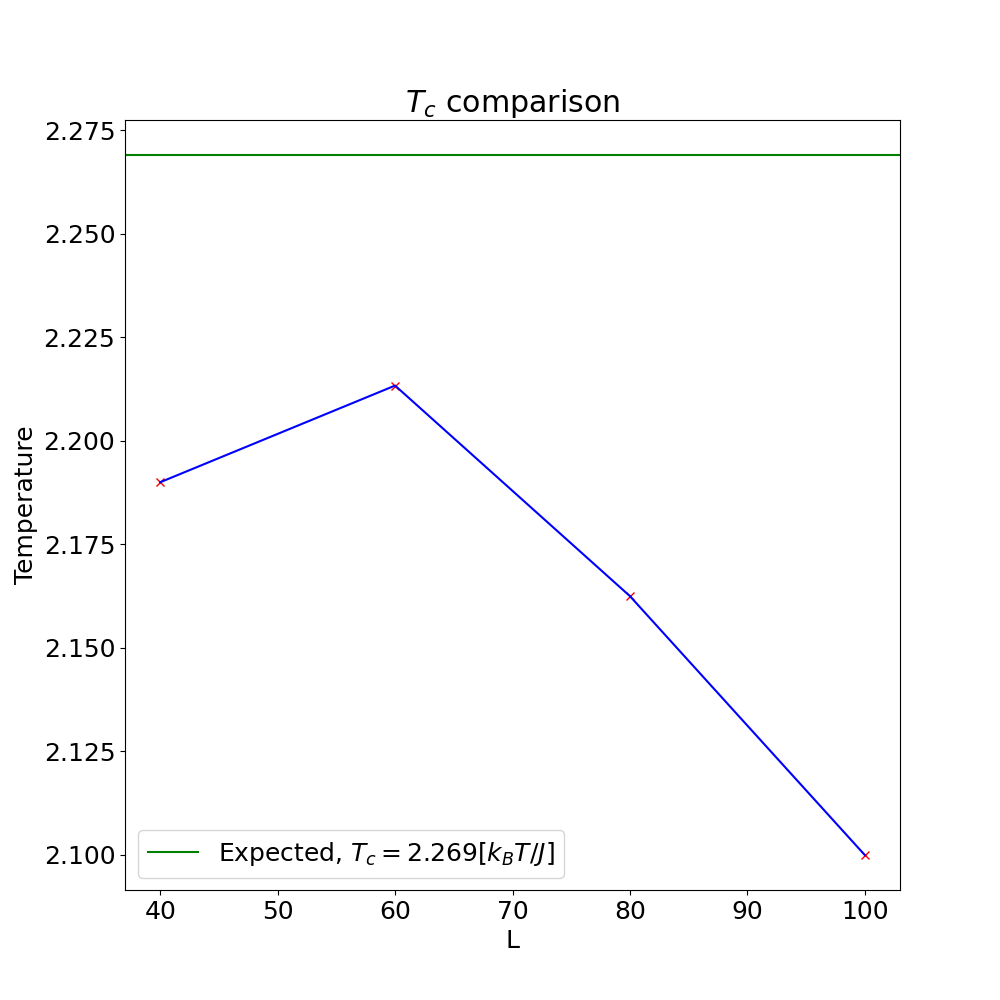 T_c comparison
2.275
2.250
2.225
2.200
2.175
2.150
2.125
2.100
Temperature
Expected, T_c = 2.269[k_BT/J]
40 50 60 70 80 90 100
L